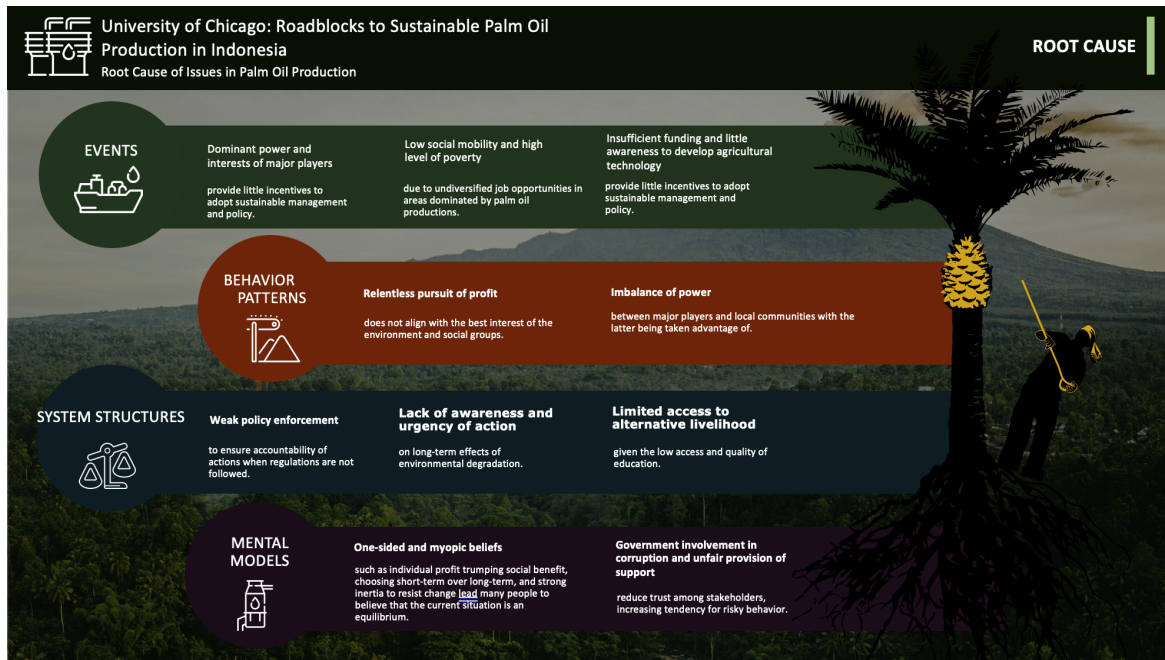 University of Chicago: Roadblocks to Sustainable Palm Oil
Production in Indonesia
Root Cause of Issues in Palm Oil Production
ROOT CAUSE
EVENTS
Dominant power and
interests of major players
provide little incentives to
adopt sustainable management
and policy.
Low social mobility and high
level of poverty
due to undiversified job opportunities in
areas dominated by palm oil
productions.
Insufficient funding and little
awareness to develop agricultural
technology
provide little incentives to adopt
sustainable management and
policy.
BEHAVIOR
PATTERNS
Relentless pursuit of profit
does not align with the best interest of the
environment and social groups.
Imbalance of power
between major players and local communities with the
latter being taken advantage of.
SYSTEM STRUCTURES
Weak policy enforcement
to ensure accountability of
actions when regulations are not
followed.
Lack of awareness and
urgency of action
on long-term effects of
environmental degradation.
Limited access to
alternative livelihood
given the low access and quality of
education.
MENTAL
MODELS
One-sided and myopic beliefs
such as individual profit trumping social benefit,
choosing short-term over long-term, and strong
inertia to resist change lead many people to
believe that the current situation is an
equilibrium.
Government involvement in
corruption and unfair provision of
support
reduce trust among stakeholders,
increasing tendency for risky behavior.